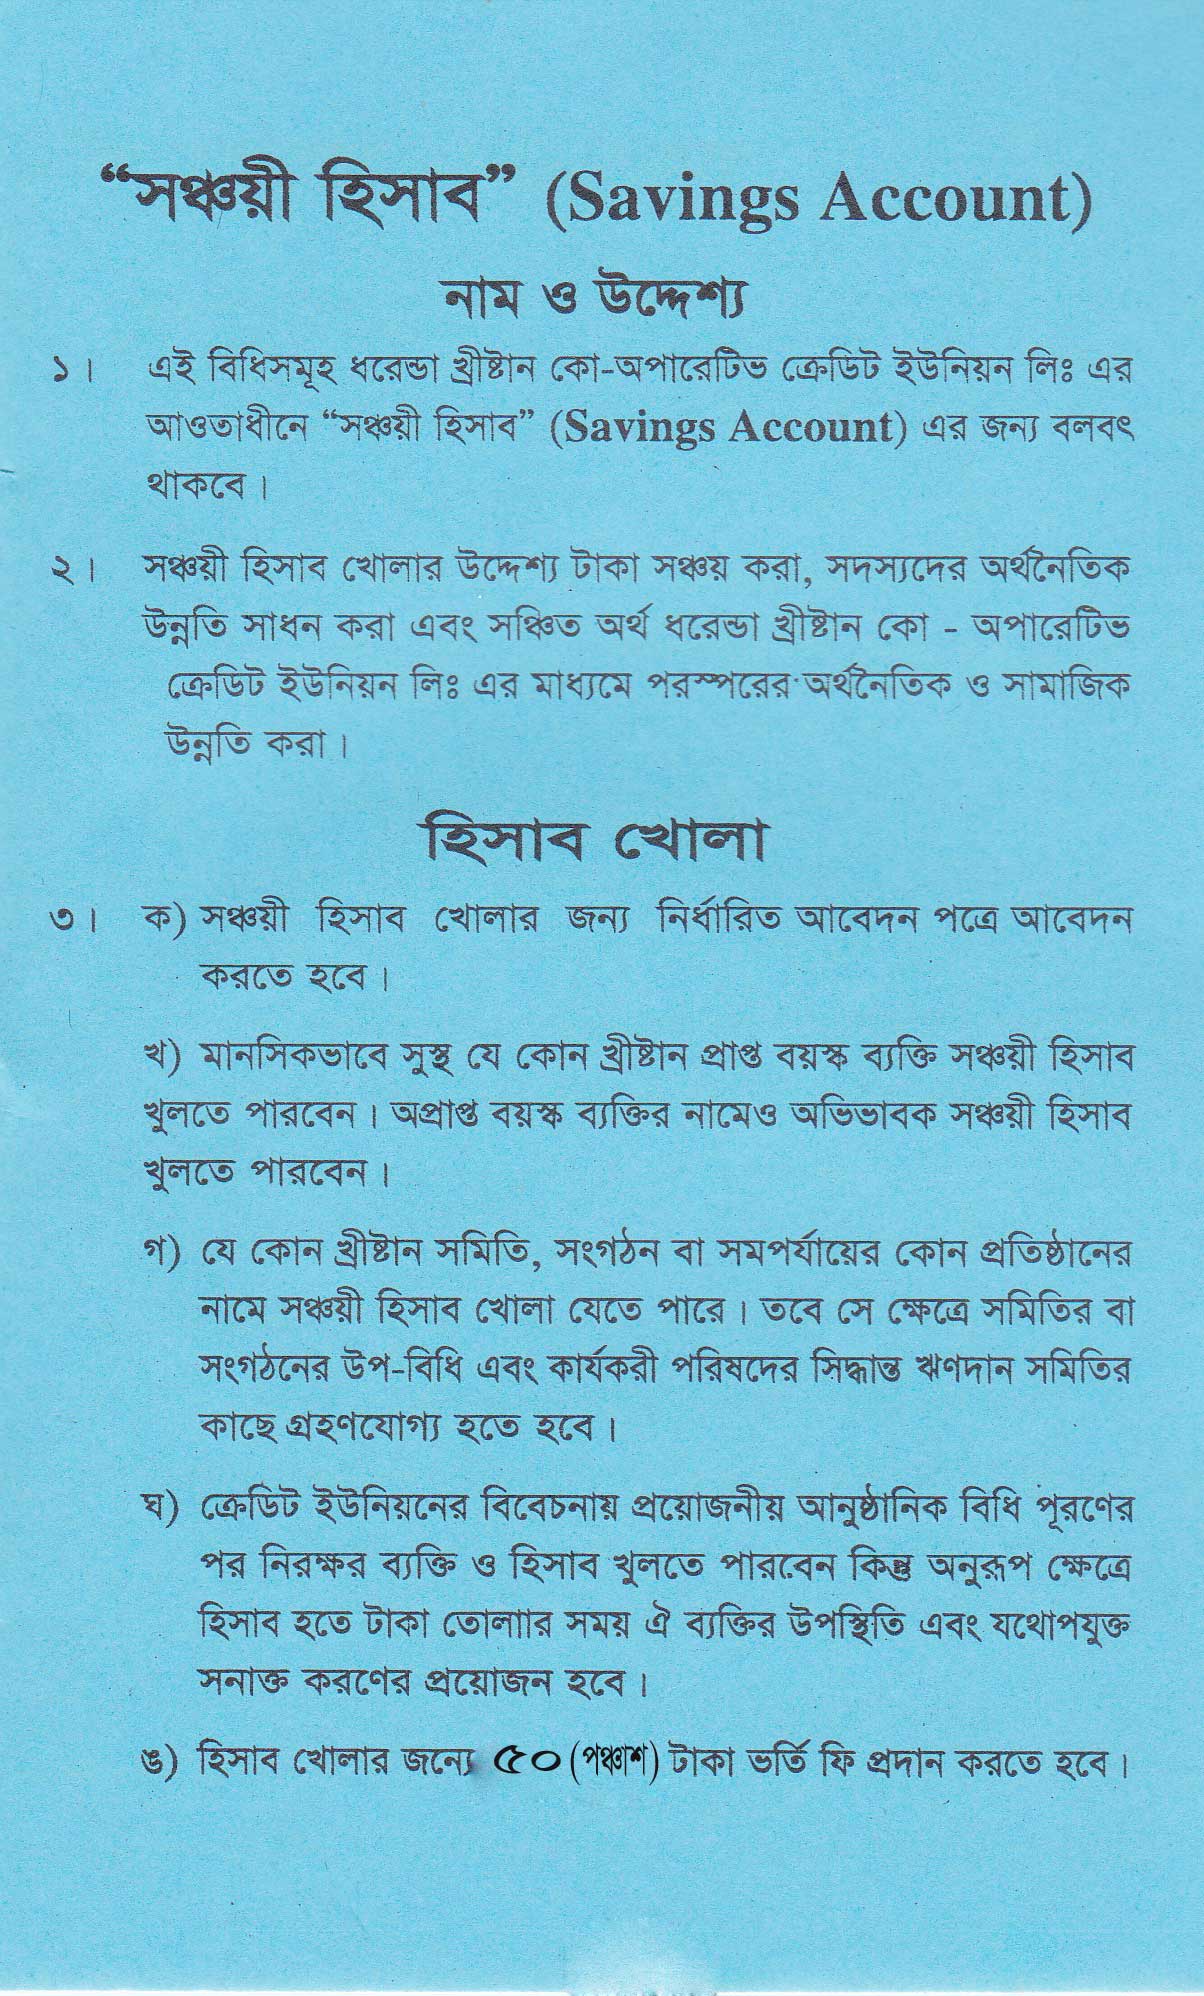 “সঞ্চয়ী হিসাব” (Savings Account)
নাম ও উদ্দেশ্য
১। এই বিধিসমূহ ধরেন্ডা খ্রীষ্টান কো-অপারেটিভ ক্রেডিট ইউনিয়ন লিঃ এর
আওতাধীনে “সঞ্চয়ী হিসাব” (Savings Account) এর জন্য বলবৎ
থাকবে।
২। সঞ্চয়ী হিসাব খোলার উদ্দেশ্য টাকা সঞ্চয় করা, সদস্যদের অর্থনৈতিক
উন্নতি সাধন করা এবং সঞ্চিত অর্থ ধরেন্ডা খ্রীষ্টান কো - অপারেটিভ
ক্রেডিট ইউনিয়ন লিঃ এর মাধ্যমে পরস্পরের অর্থনৈতিক ও সামাজিক
উন্নতি করা।
হিসাব খোলা
৩। ক) সঞ্চয়ী হিসাব খোলার জন্য নির্ধারিত আবেদন পত্রে আবেদন
করতে হবে।
খ) মানসিকভাবে সুস্থ যে কোন খ্রীষ্টান প্রাপ্ত বয়স্ক ব্যক্তি সঞ্চয়ী হিসাব
খুলতে পারবেন। অপ্রাপ্ত বয়স্ক ব্যক্তির নামেও অভিভাবক সঞ্চয়ী হিসাব
খুলতে পারবেন।
গ) যে কোন খ্রীষ্টান সমিতি, সংগঠন বা সমপর্যায়ের কোন প্রতিষ্ঠানের
নামে সঞ্চয়ী হিসাব খোলা যেতে পারে। তবে সে ক্ষেত্রে সমিতির বা
সংগঠনের উপ-বিধি এবং কার্যকরী পরিষদের সিদ্ধান্ত ঋণদান সমিতির
কাছে গ্রহণযোগ্য হতে হবে।
ঘ) ক্রেডিট ইউনিয়নের বিবেচনায় প্রয়োজনীয় আনুষ্ঠানিক বিধি পূরণের
পর নিরক্ষর ব্যক্তি ও হিসাব খুলতে পারবেন কিন্তু অনুরূপ ক্ষেত্রে
হিসাব হতে টাকা তোলাার সময় ঐ ব্যক্তির উপস্থিতি এবং যথোপযুক্ত
সনাক্ত করণের প্রয়োজন হবে।
ঙ) হিসাব খোলার জন্যে ৫০ (পঞ্চাশ) টাকা ভর্তি ফি প্রদান করতে হবে।